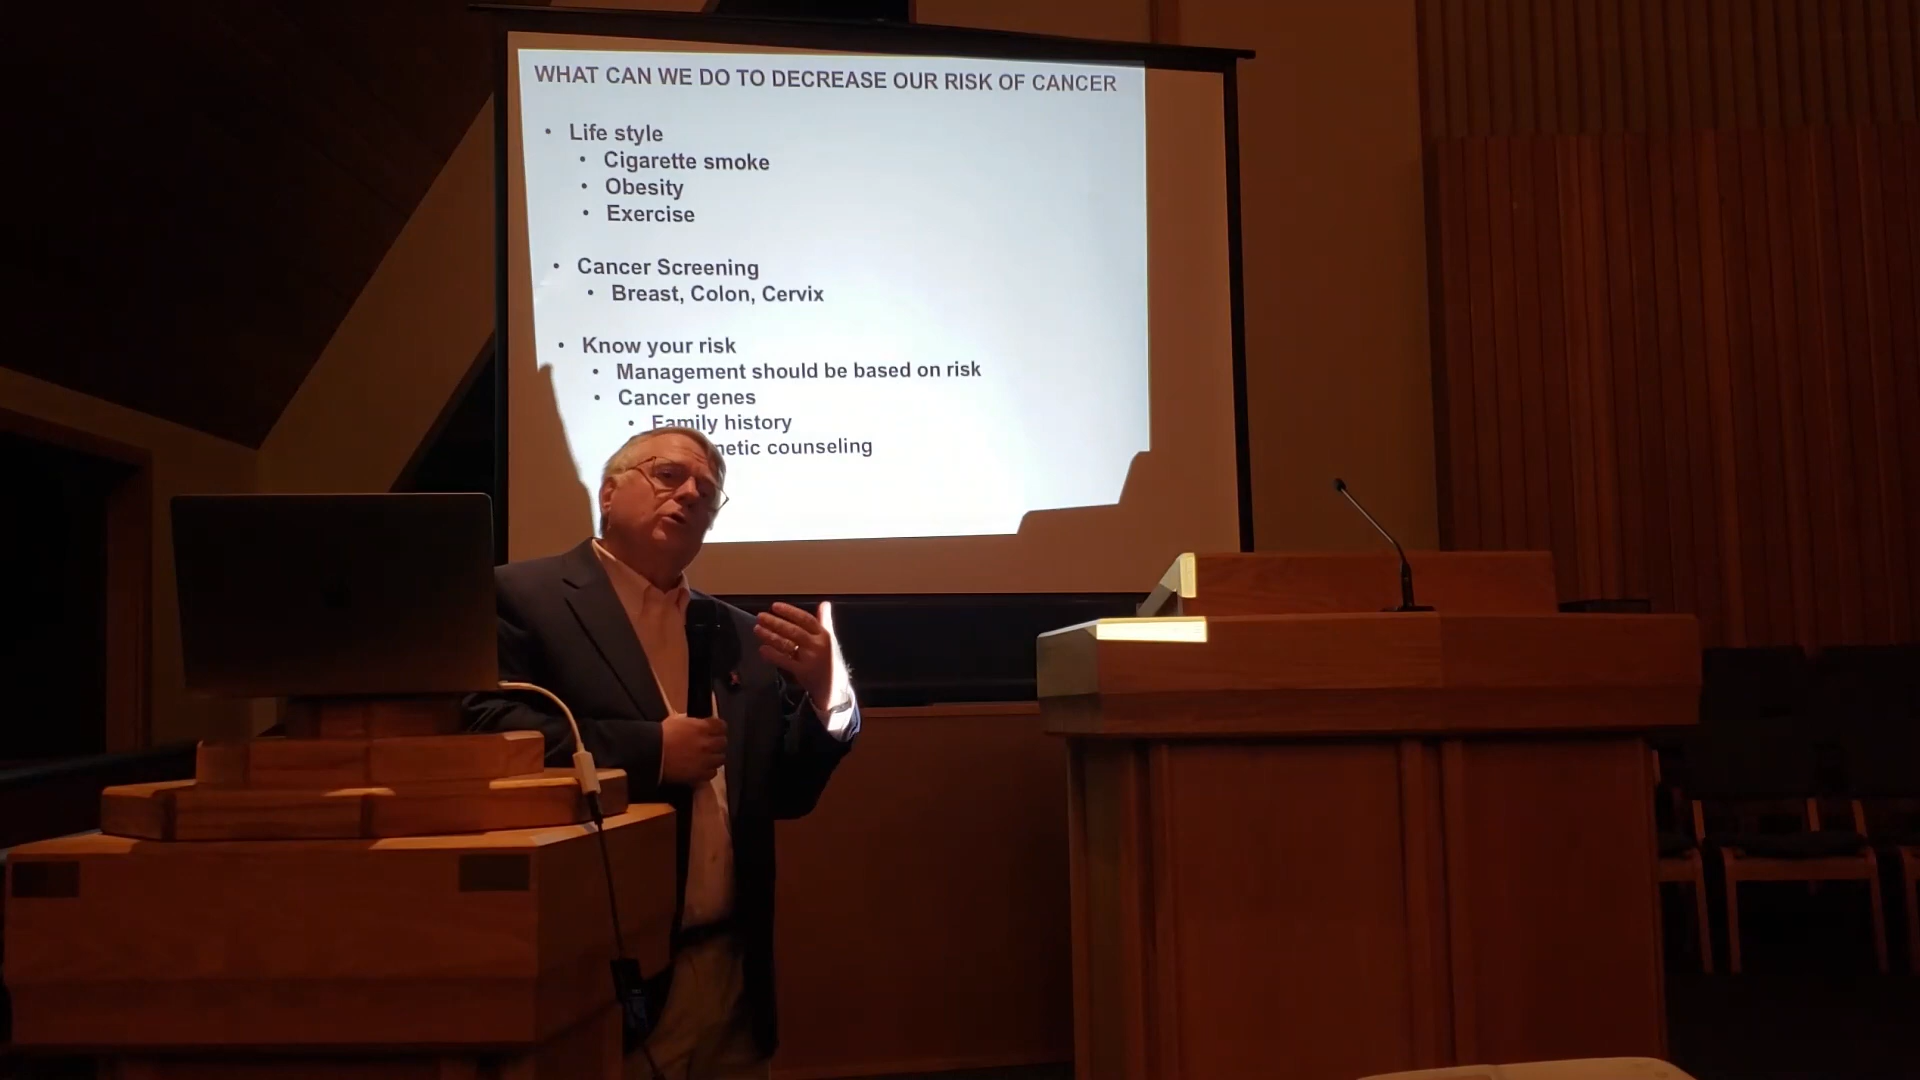 WHAT CAN WE DO TO DECREASE OUR RISK OF CANCER
• Life style
• Cigarette smoke
• Obesity
• Exercise
• Cancer Screening
• Breast, Colon, Cervix
• Know your risk
• Management should be based on risk
• Cancer genes
• Family history
counseling